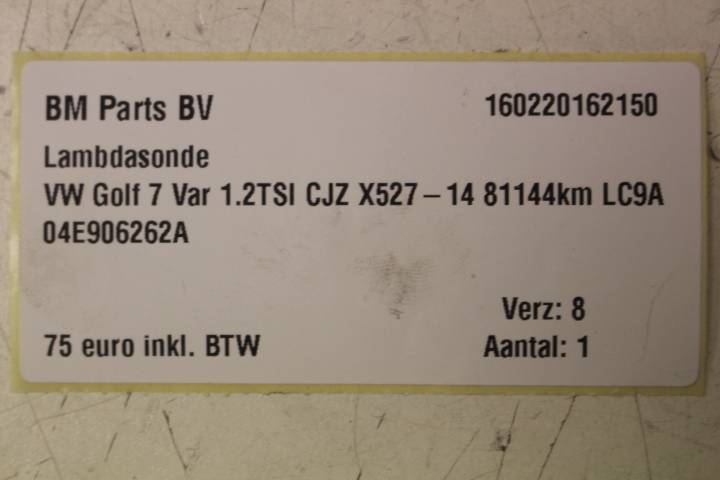 BM Parts BV 160220162150
Lambdasonde
VW Golf 7 Var 1.2TSI CJZ X527 – 14 81144km LC9A
04E906262A
Verz: 8
75 euro inkl. BTW Aantal: 1